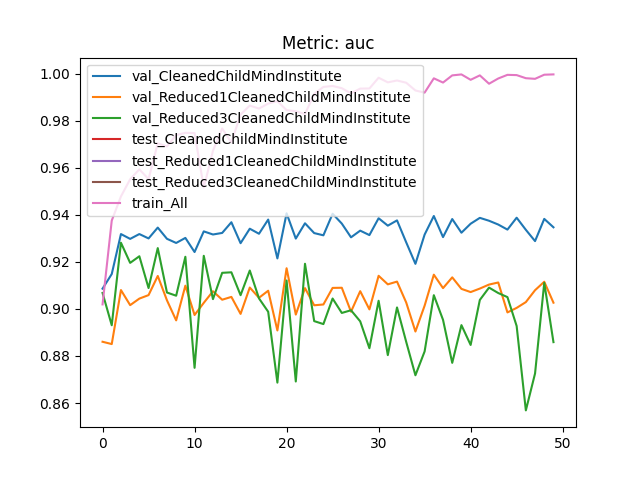 Metric: auc
1.00
0.98
0.96
0.94
0.92
0.90
0.88
0.86
val_CleanedChildMindInstitute
val_Reduced1CleanedChildMindInstitute
val_Reduced3CleanedChildMindInstitute
test_CleanedChildMindInstitute
test_Reduced1CleanedChildMindInstitute
test_Reduced3CleanedChildMindInstitute
train_All
0 10 20 30 40 50